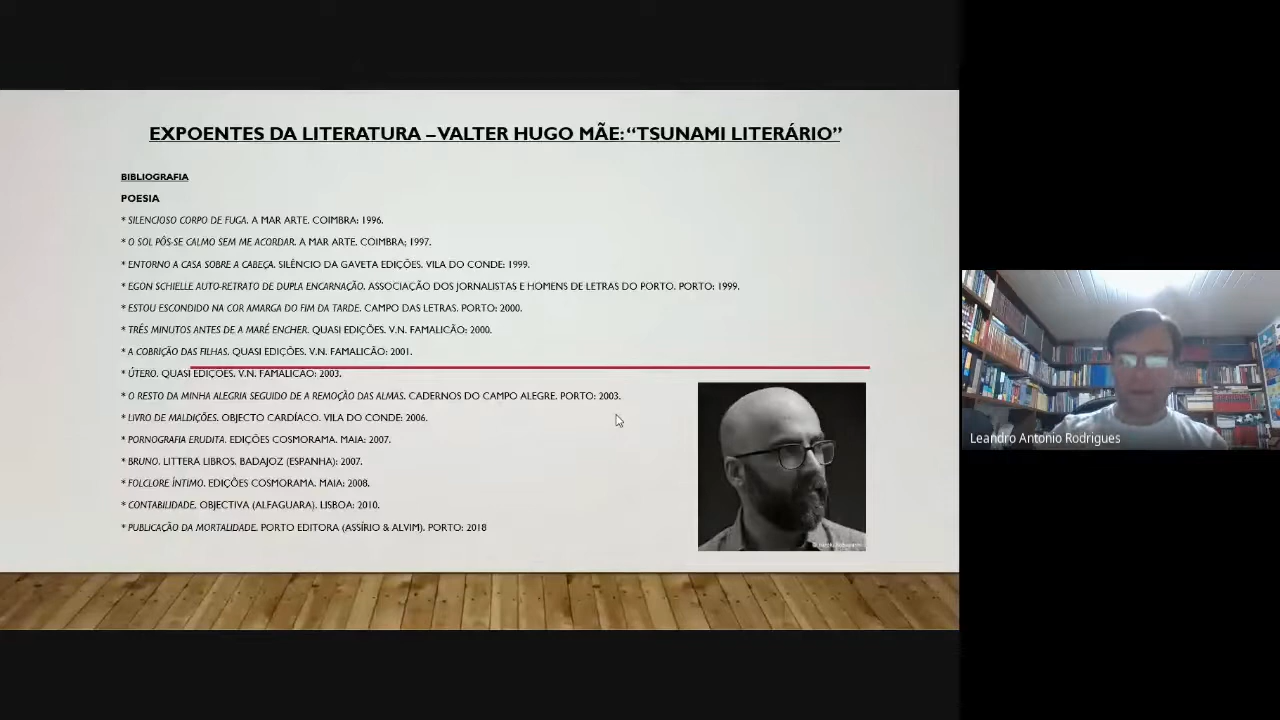 EXPOENTES DA LITERATURA – VALTER HUGO MÃE: “TSUNAMI LITERÁRIO”
BIBLIOGRAFIA
POESIA
* SILENCIOSO CORPO DE FUGA. A MAR ARTE. COIMBRA: 1996.
* O SOL PÔS-SE CALMO SEM ME ACORDAR. A MAR ARTE. COIMBRA; 1997.
* ENTORNO A CASA SOBRE A CABEÇA. SILÊNCIO DA GAVETA EDIÇÕES. VILA DO CONDE: 1999.
* EGON SCHIELLE AUTO-RETRATO DE DUPLA ENCARNAÇÃO. ASSOCIAÇÃO DOS JORNALISTAS E HOMENS DE LETRAS DO PORTO. PORTO: 1999.
* ESTOU ESCONDIDO NA COR AMARGA DO FIM DA TARDE. CAMPO DAS LETRAS. PORTO: 2000.
* TRÊS MINUTOS ANTES DE A MARÉ ENCHER. QUASI EDIÇÕES. V.N. FAMALICÃO: 2000.
* A COBRIÇÃO DAS FILHAS. QUASI EDIÇÕES. V.N. FAMALICÃO: 2001.
* ÚTERO. QUASI EDIÇÕES. V.N. FAMALICÃO: 2003.
* O RESTO DA MINHA ALEGRIA SEGUIDO DE A REMOÇÃO DAS ALMAS. CADERNOS DO CAMPO ALEGRE. PORTO: 2003.
* LIVRO DE MALDIÇÕES. OBJECTO CARDÍACO. VILA DO CONDE: 2006.
* PORNOGRAFIA ERUDITA. EDIÇÕES COSMORAMA. MAIA: 2007.
* BRUNO. LITTERA LIBROS. BADAJOZ (ESPANHA): 2007.
* FOLCLORE ÍNTIMO. EDIÇÕES COSMORAMA. MAIA; 2008.
* CONTABILIDADE. OBJECTIVA (ALFAGUARA). LISBOA: 2010.
* PUBLICAÇÃO DA MORTALIDADE. PORTO EDITORA (ASSÍRIO & ALVIM). PORTO: 2018
Leandro Antonio Rodrigues